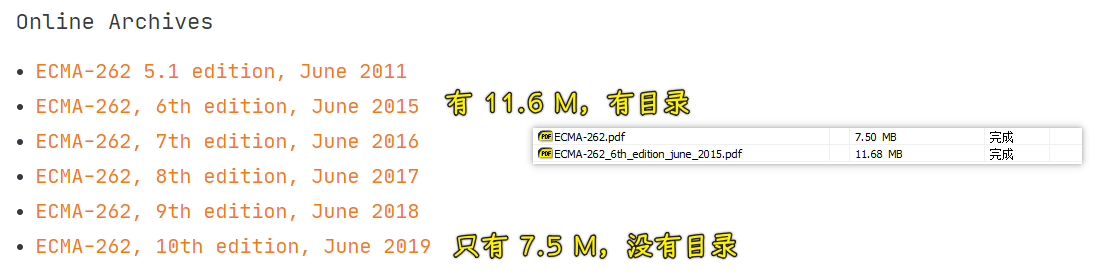 Online Archives
• ECMA-262 5.1 edition, June 2011
• ECMA-262, 6th edition, June 2015 有 11.6 M，有目录
• ECMA-262, 7th edition, June 2016
PDF ECMA-262.pdf 7.50 MB 完成
PDF ECMA-262_6th_edition_june_2015.pdf 11.68 MB 完成
• ECMA-262, 8th edition, June 2017
• ECMA-262, 9th edition, June 2018
• ECMA-262, 10th edition, June 2019 只有 7.5 M，没有目录